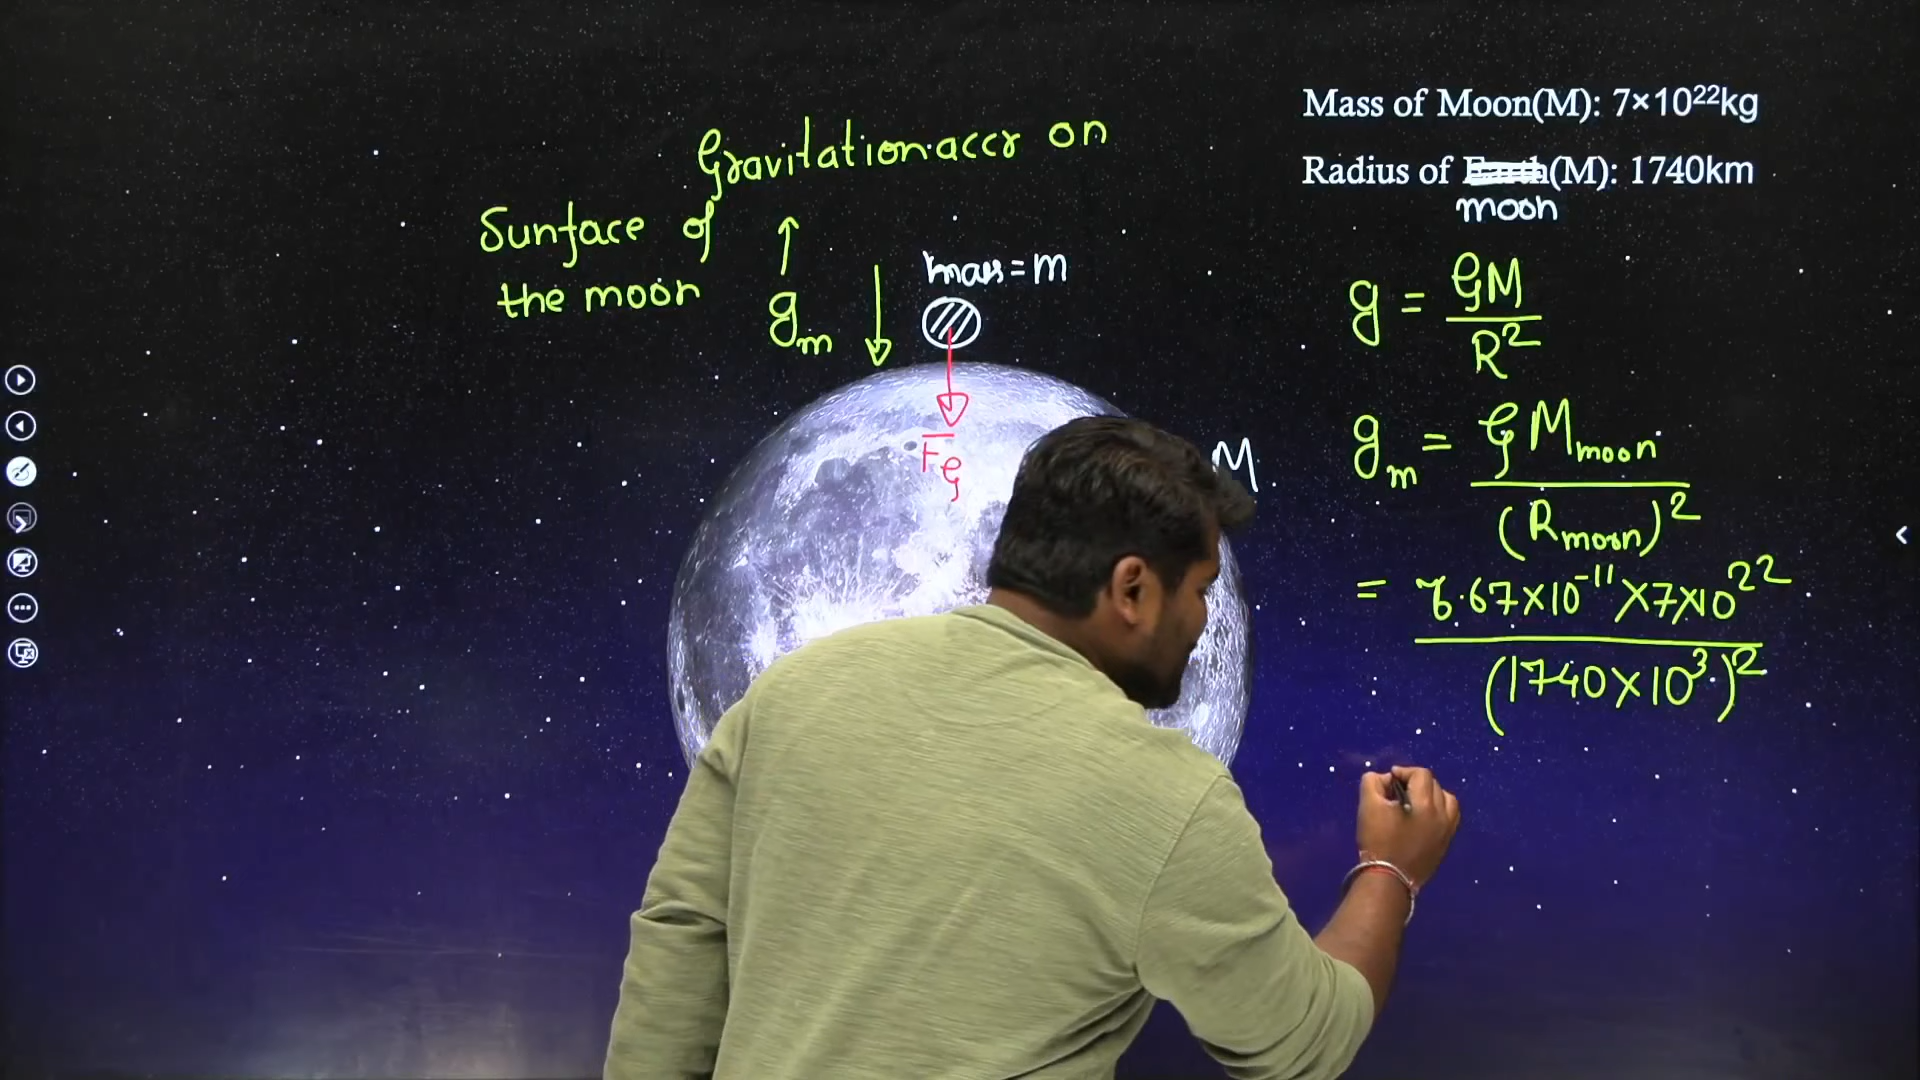 Mass of Moon(M): 7×10²²kg
Radius of Earth(M): 1740km
moon
Gravitation.accr on
Surface of
the moon
↑
g_m
↓
mass = m
F_G
M
g = GM / R²
g_m = G M_moon / (R_moon)²
= 6.67×10⁻¹¹ × 7×10²² / (1740×10³)²